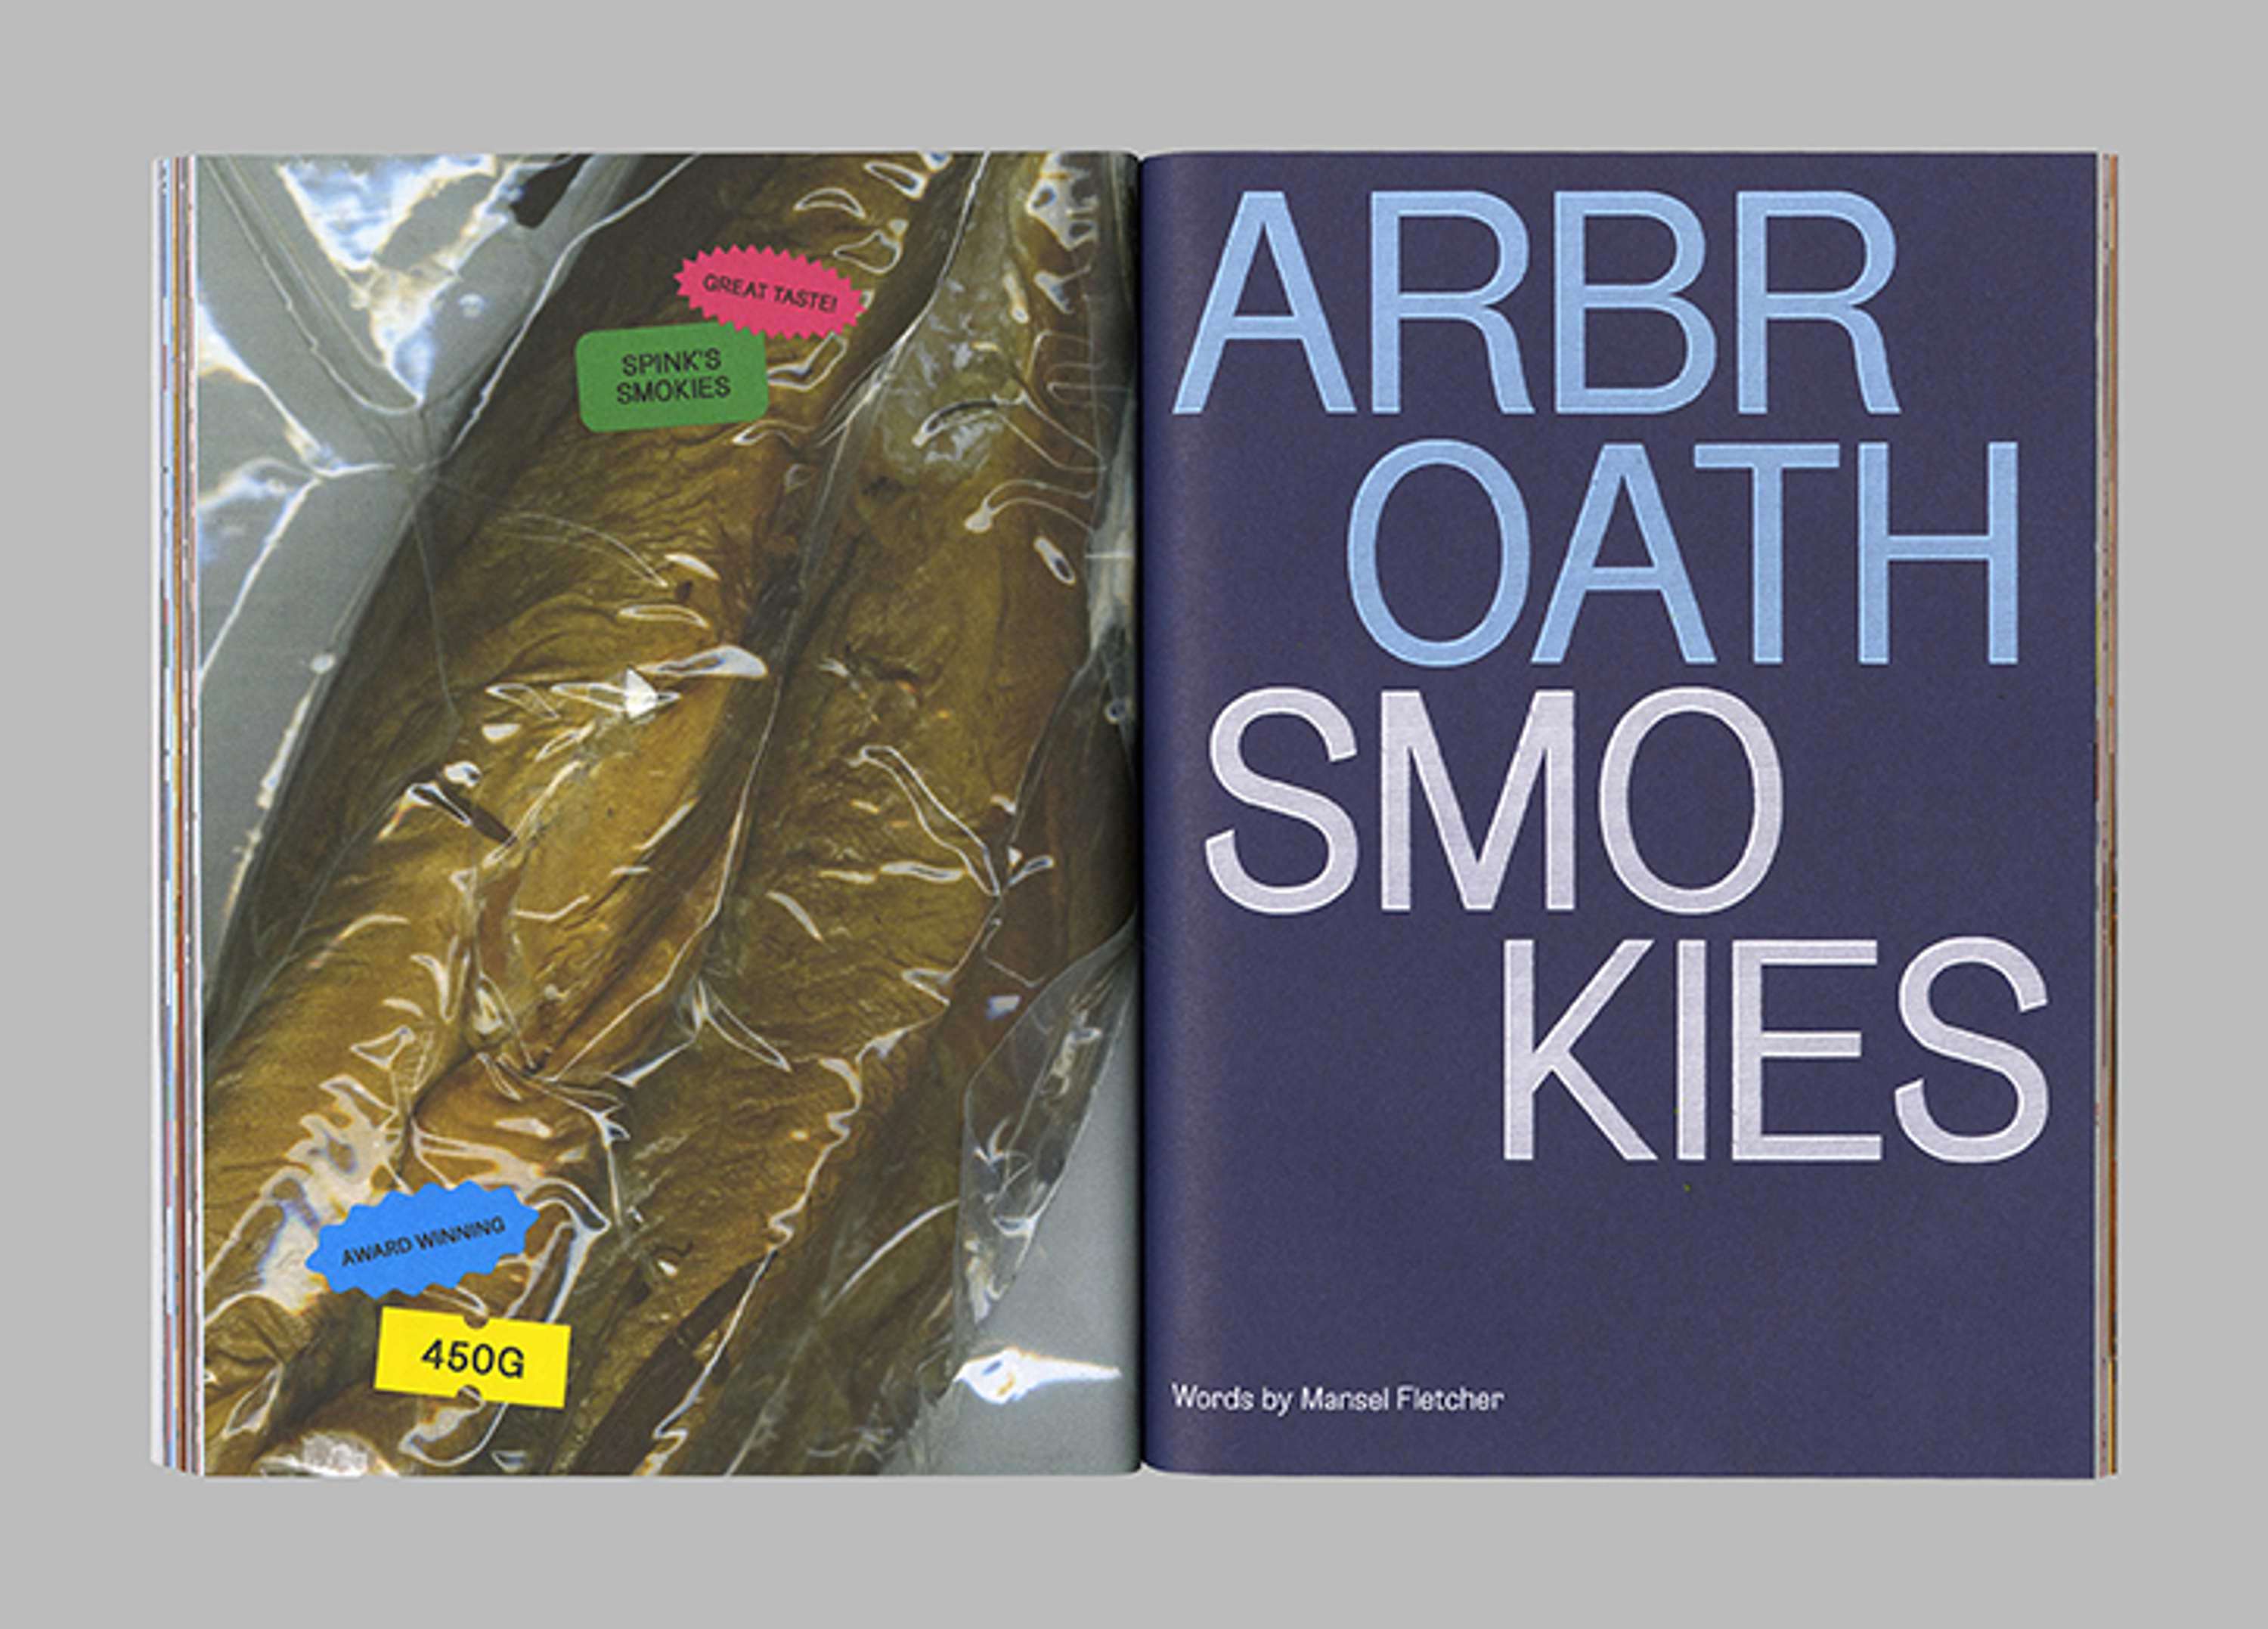 GREAT TASTE!
SPINK'S
SMOKIES
AWARD WINNING
450G
ARBR
OATH
SMO
KIES
Words by Mansel Fletcher